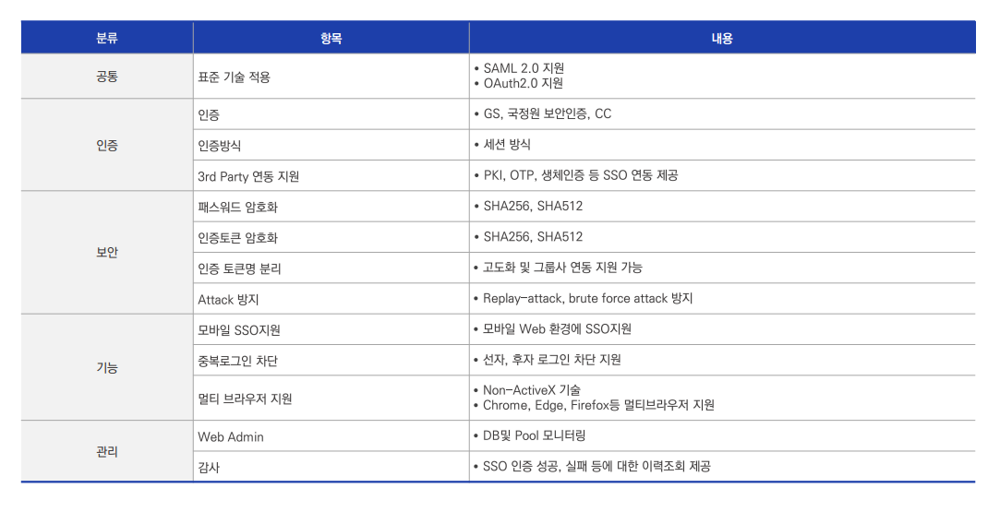 분류 항목 내용
공통 표준 기술 적용 • SAML 2.0 지원
• OAuth2.0 지원
인증 • GS, 국정원 보안인증, CC
인증 인증방식 • 세션 방식
3rd Party 연동 지원 • PKI, OTP, 생체인증 등 SSO 연동 제공
패스워드 암호화 • SHA256, SHA512
인증토큰 암호화 • SHA256, SHA512
보안
인증 토큰명 분리 • 고도화 및 그룹사 연동 지원 가능
Attack 방지 • Replay-attack, brute force attack 방지
모바일 SSO지원 • 모바일 Web 환경에 SSO지원
중복로그인 차단 • 선자, 후자 로그인 차단 지원
기능
멀티 브라우저 지원 • Non-ActiveX 기술
• Chrome, Edge, Firefox등 멀티브라우저 지원
Web Admin • DB및 Pool 모니터링
관리
감사 • SSO 인증 성공, 실패 등에 대한 이력조회 제공